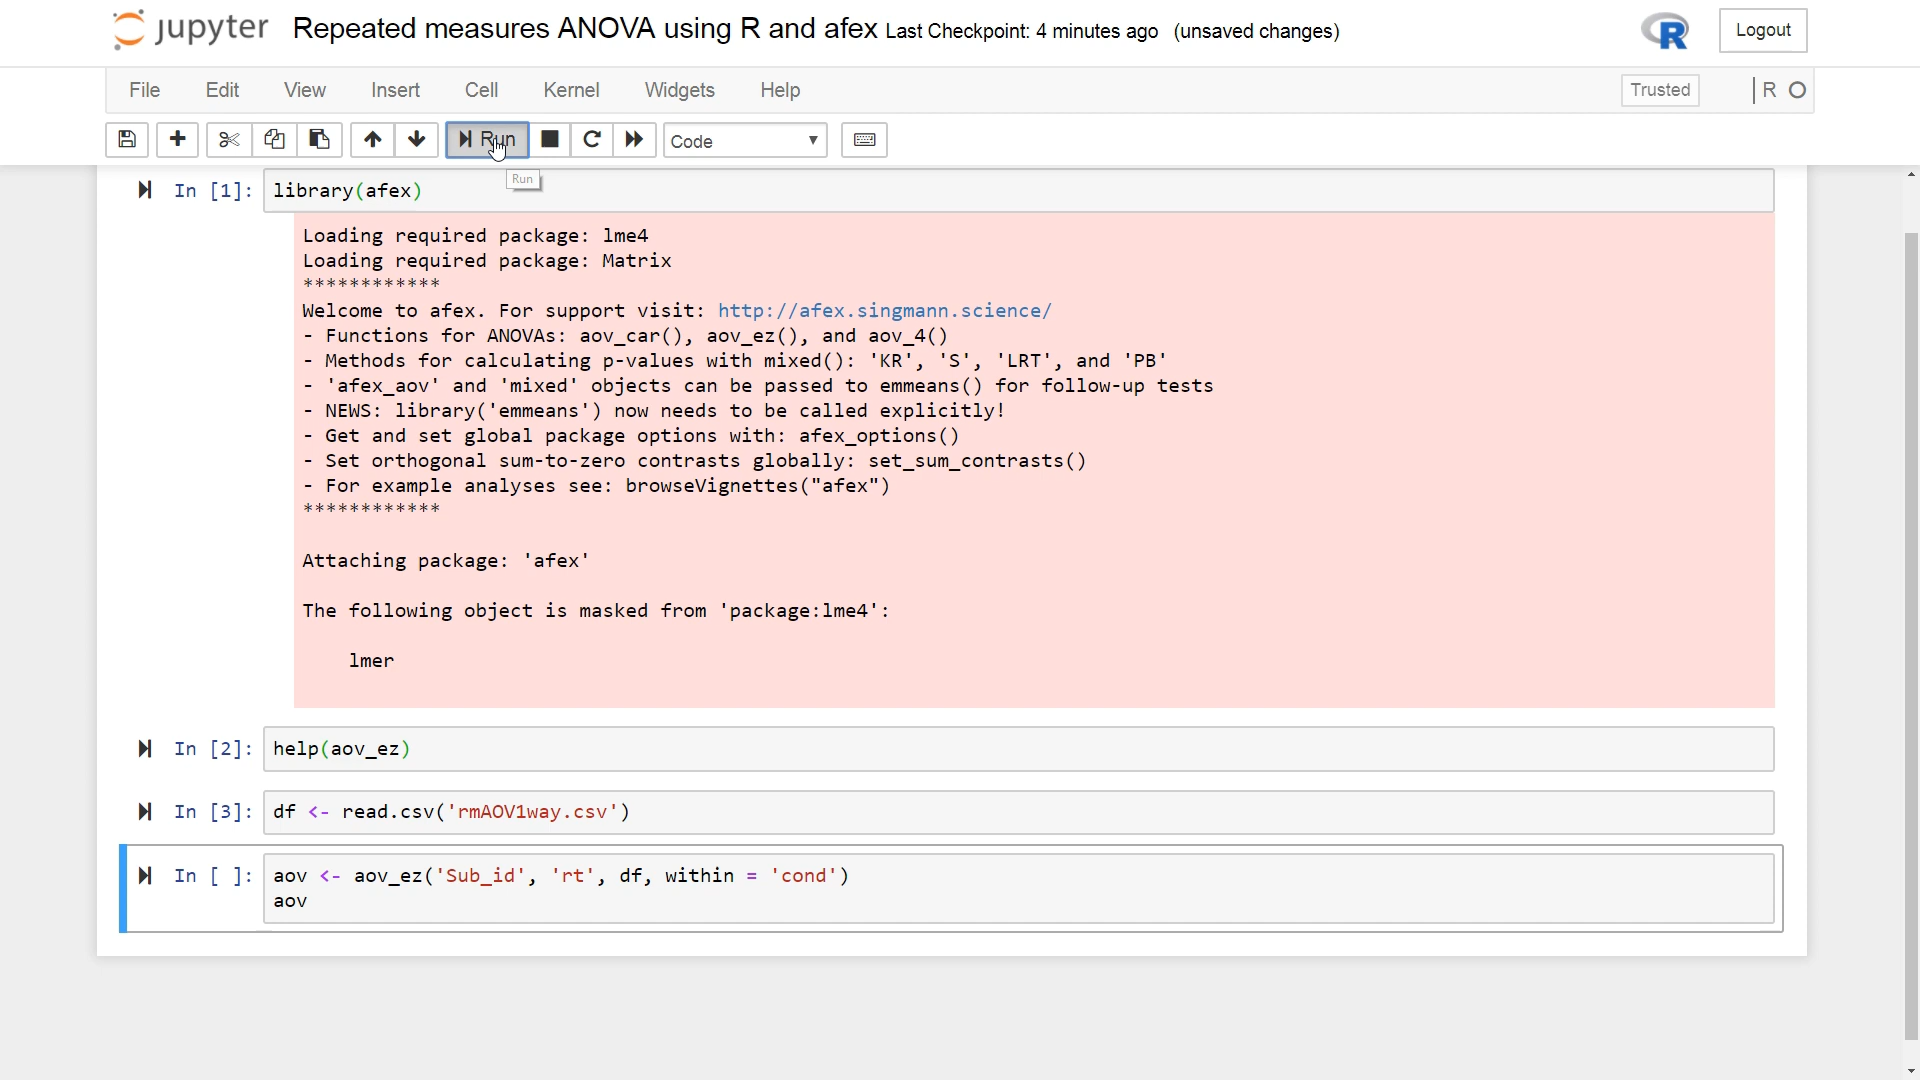 jupyter Repeated measures ANOVA using R and afex Last Checkpoint: 4 minutes ago (unsaved changes)
R
Logout
File Edit View Insert Cell Kernel Widgets Help
Trusted
R
Run
Code
Run
In [1]: library(afex)
Loading required package: lme4
Loading required package: Matrix
************
Welcome to afex. For support visit: http://afex.singmann.science/
- Functions for ANOVAs: aov_car(), aov_ez(), and aov_4()
- Methods for calculating p-values with mixed(): 'KR', 'S', 'LRT', and 'PB'
- 'afex_aov' and 'mixed' objects can be passed to emmeans() for follow-up tests
- NEWS: library('emmeans') now needs to be called explicitly!
- Get and set global package options with: afex_options()
- Set orthogonal sum-to-zero contrasts globally: set_sum_contrasts()
- For example analyses see: browseVignettes("afex")
************
Attaching package: 'afex'
The following object is masked from 'package:lme4':
lmer
In [2]: help(aov_ez)
In [3]: df <- read.csv('rmAOV1way.csv')
In [ ]: aov <- aov_ez('Sub_id', 'rt', df, within = 'cond')
aov